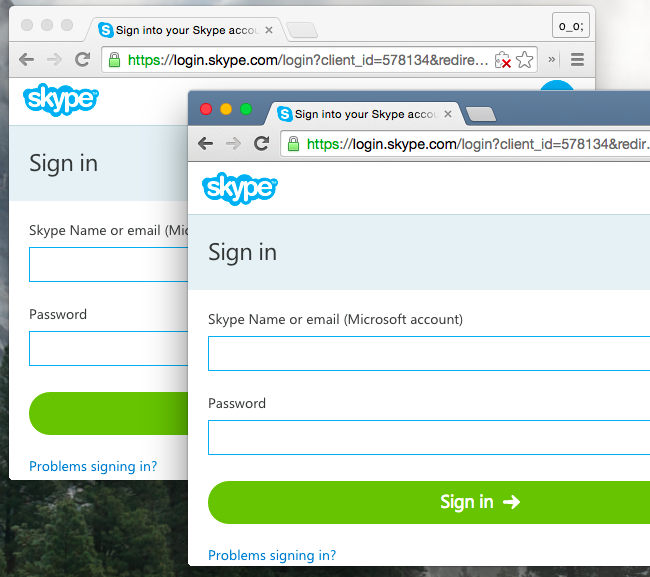 Sign into your Skype accou
o_o;
https://login.skype.com/login?client_id=578134&redire...
skype
Sign in
Skype Name or email (Mic
Password
Problems signing in?
Sign into your Skype accou
https://login.skype.com/login?client_id=578134&redir.
skype
Sign in
Skype Name or email (Microsoft account)
Password
Sign in
Problems signing in?